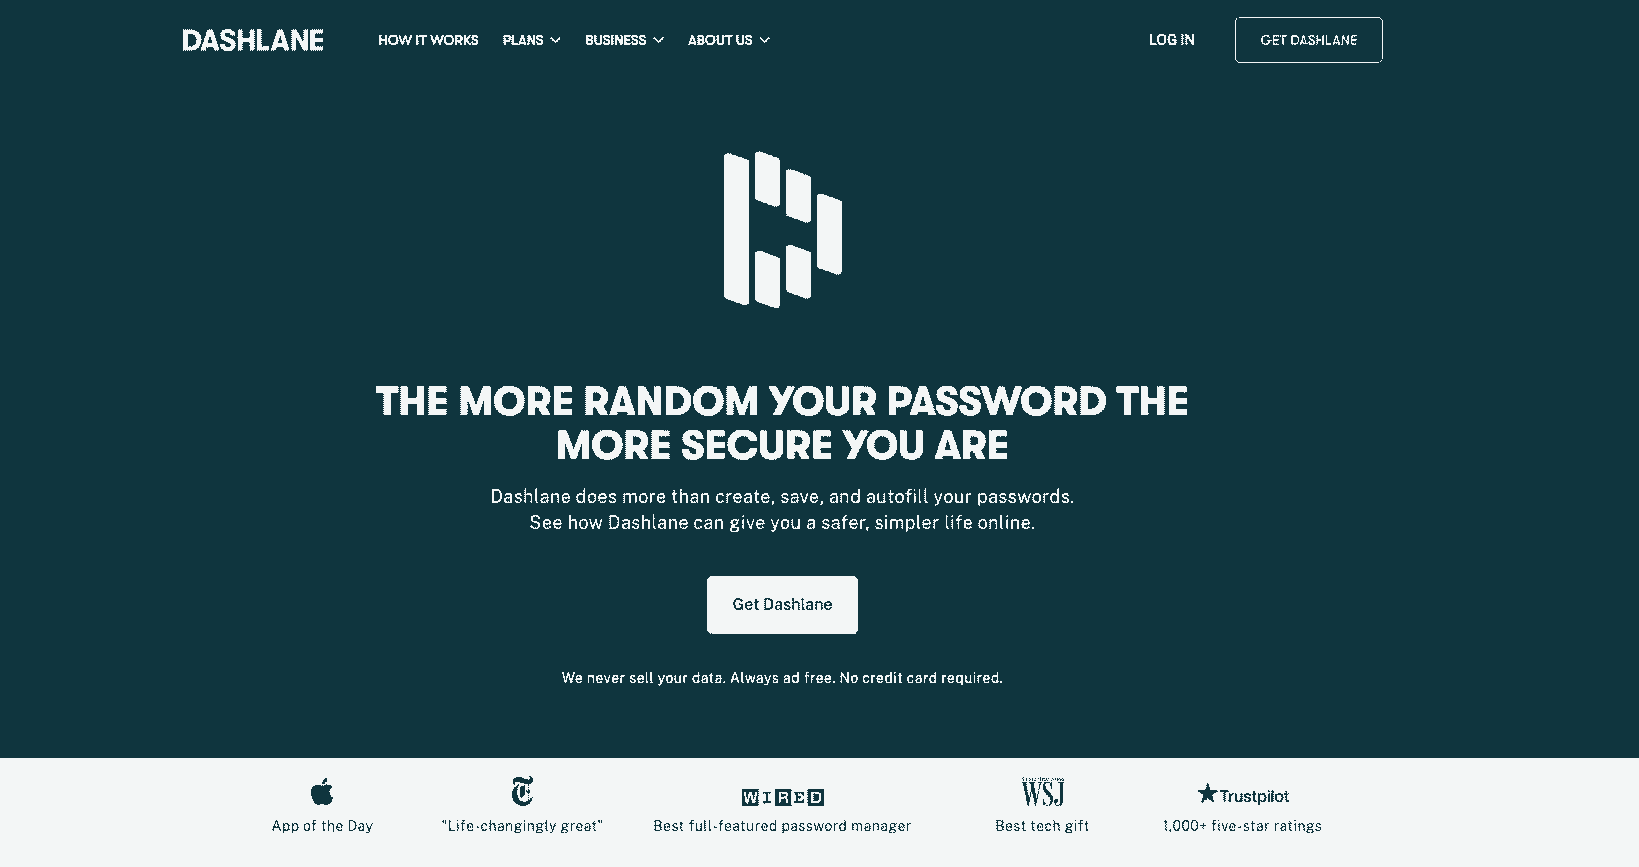 DASHLANE
HOW IT WORKS
PLANS
BUSINESS
ABOUT US
LOG IN
GET DASHLANE
THE MORE RANDOM YOUR PASSWORD THE
MORE SECURE YOU ARE
Dashlane does more than create, save, and autofill your passwords.
See how Dashlane can give you a safer, simpler life online.
Get Dashlane
We never sell your data. Always ad free. No credit card required.
App of the Day
T
"Life-changingly great"
WIRED
Best full-featured password manager
WSJ
Best tech gift
Trustpilot
1,000+ five-star ratings